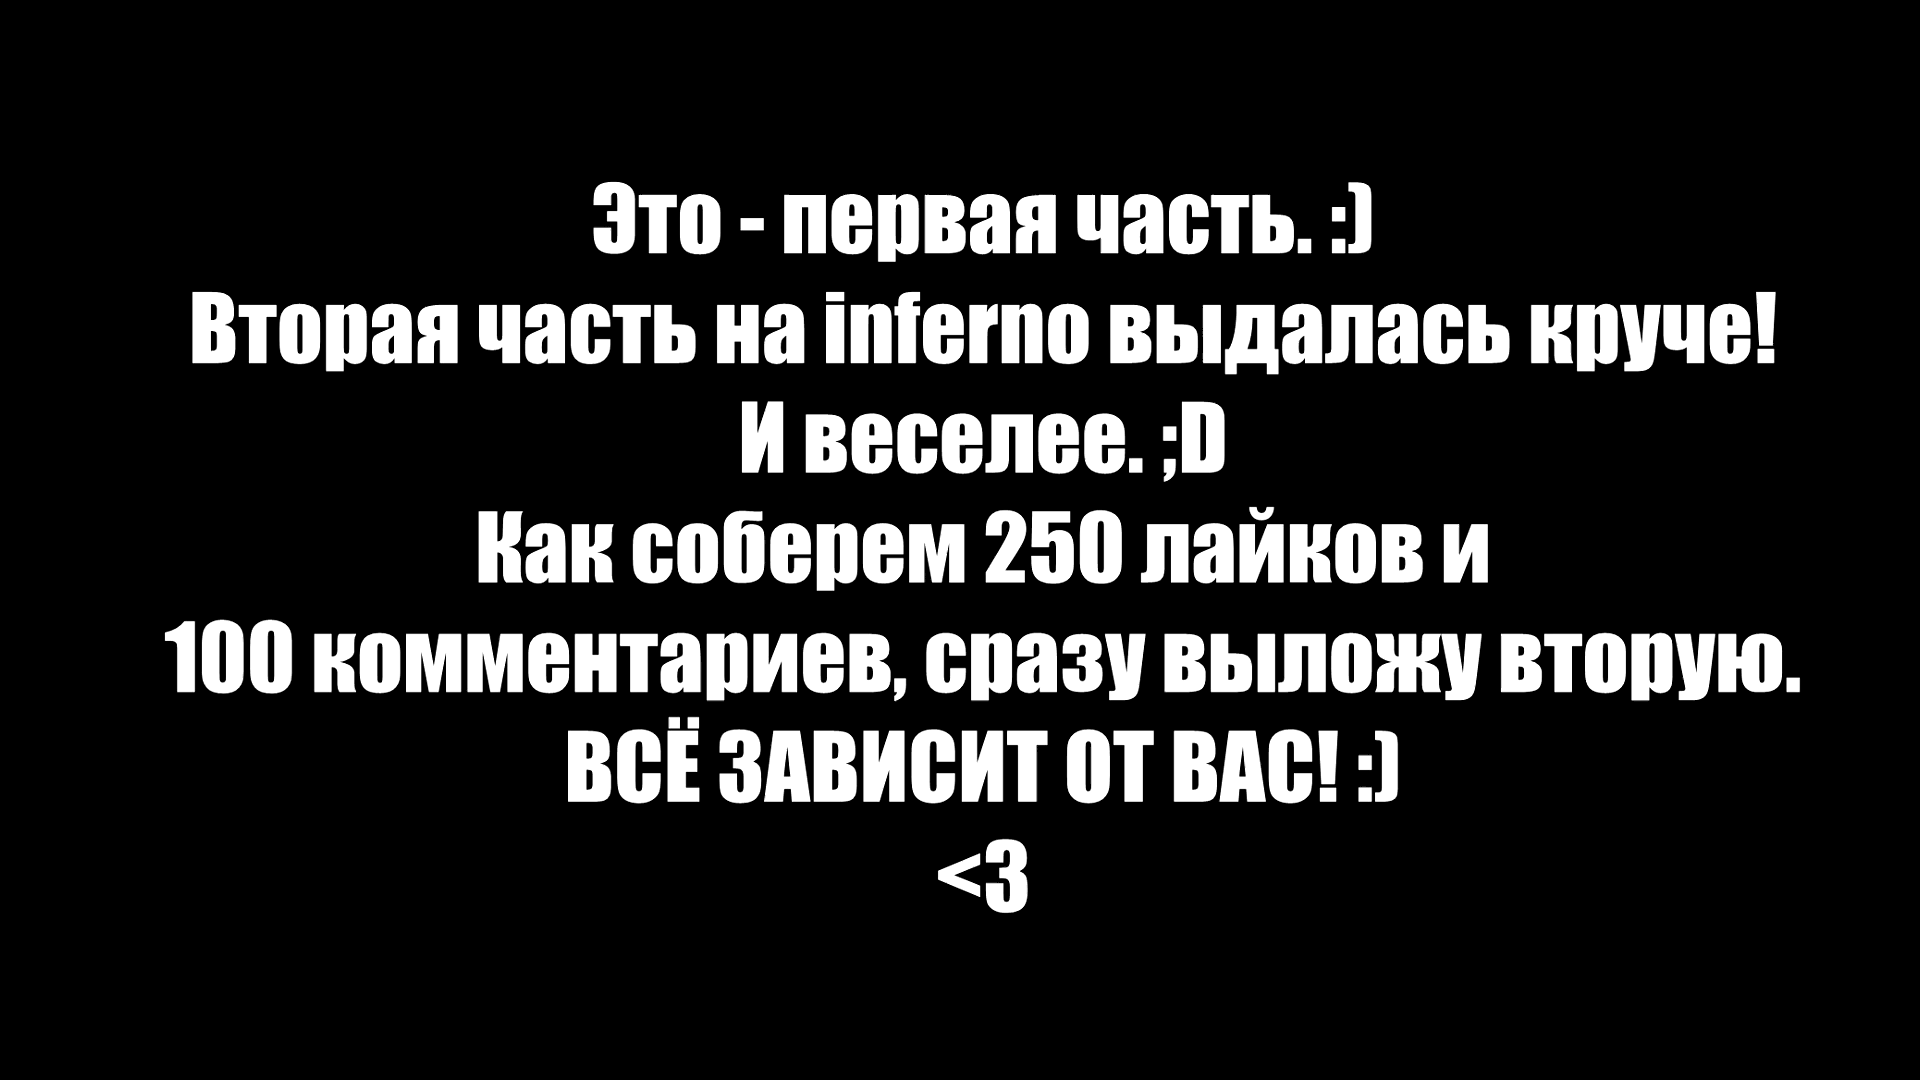 Это - первая часть. :)
Вторая часть на inferno выдалась круче!
И веселее. ;D
Как соберем 250 лайков и
100 комментариев, сразу выложу вторую.
ВСЁ ЗАВИСИТ ОТ ВАС! :)
<3